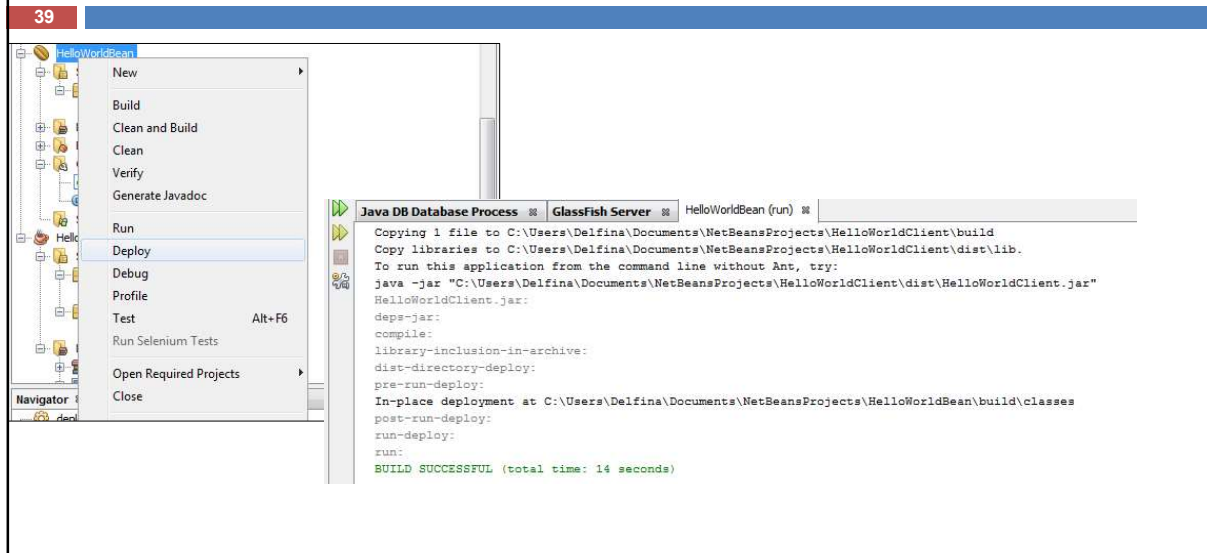 39
HelloWorldBean
New
Build
Clean and Build
Clean
Verify
Generate Javadoc
Run
Deploy
Debug
Profile
Test Alt+F6
Run Selenium Tests
Open Required Projects
Close
Navigator
Java DB Database Process GlassFish Server HelloWorldBean (run)
Copying 1 file to C:\Users\Delfina\Documents\NetBeansProjects\HelloWorldClient\build
Copy libraries to C:\Users\Delfina\Documents\NetBeansProjects\HelloWorldClient\dist\lib.
To run this application from the command line without Ant, try:
java -jar "C:\Users\Delfina\Documents\NetBeansProjects\HelloWorldClient\dist\HelloWorldClient.jar"
HelloWorldClient.jar:
deps-jar:
compile:
library-inclusion-in-archive:
dist-directory-deploy:
pre-run-deploy:
In-place deployment at C:\Users\Delfina\Documents\NetBeansProjects\HelloWorldBean\build\classes
post-run-deploy:
run-deploy:
run:
BUILD SUCCESSFUL (total time: 14 seconds)